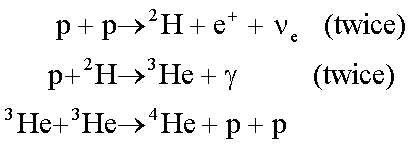 p + p→²H + e⁺ + νₑ (twice)
p+²H→³He + γ (twice)
³He+³He→⁴He + p + p